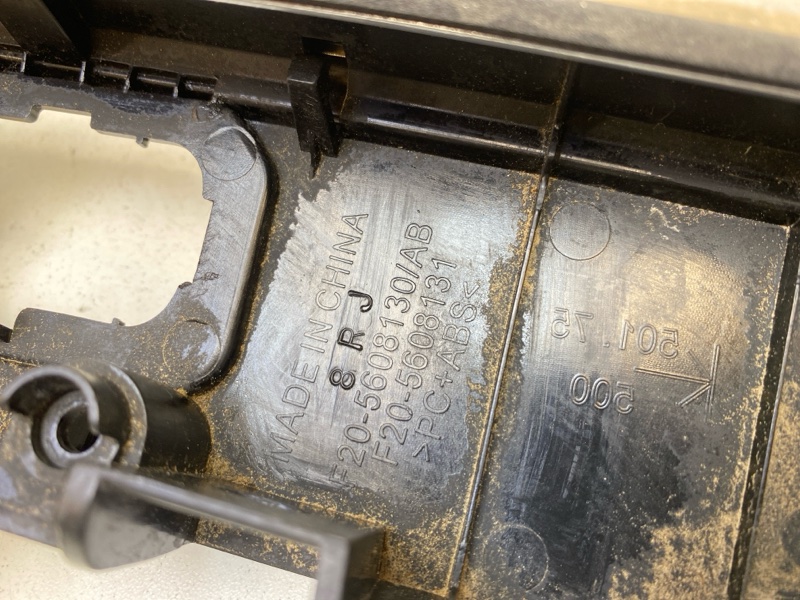 MADE IN CHINA
8 R J
F20-5608130/AB
F20-5608131
>PC+ABS<
501.75
500